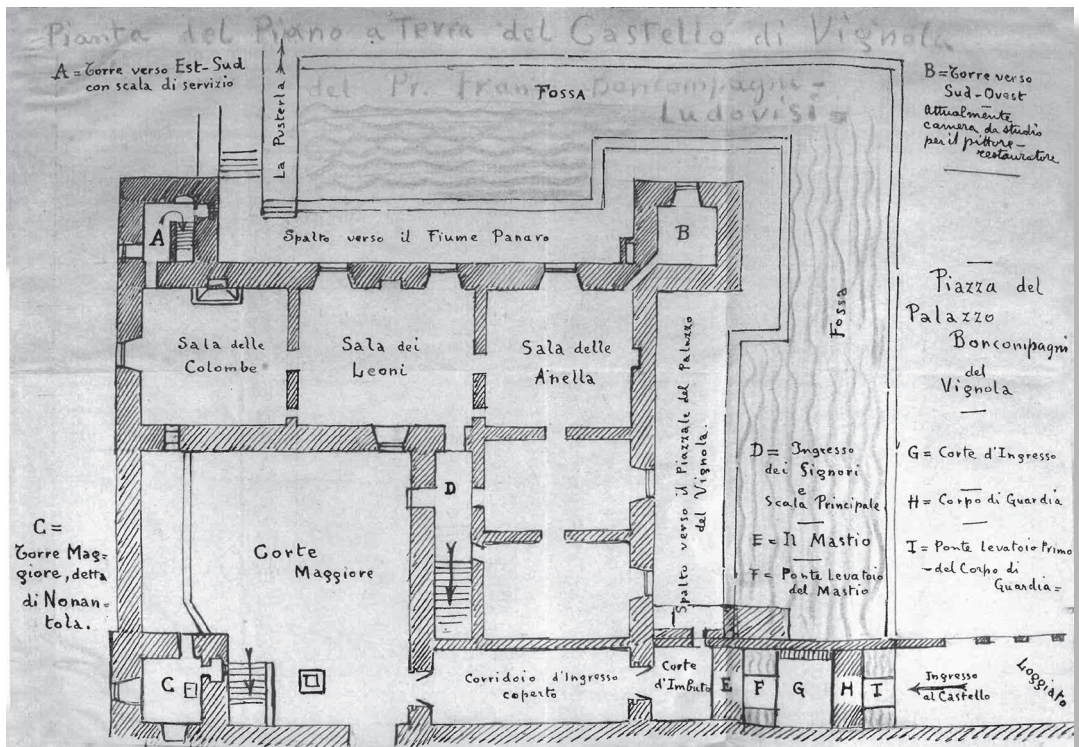 Pianta del Piano a Terra del Castello di Vignola
del Pr. Franc. Boncompagni-
Ludovisi
A = Torre verso Est-Sud
con scala di servizio
La Pusterla
FOSSA
B = Torre verso
Sud-Ovest
Attualmente
camera da studio
per il pittore-
restauratore
A
Spalto verso il Fiume Panaro
B
Sala delle
Colombe
Sala dei
Leoni
Sala delle
Anella
Spalto verso il Piazzale del Palazzo
del Vignola.
Fossa
Piazza del
Palazzo
Boncompagni
del
Vignola
D = Ingresso
dei Signori
e
Scala Principale
E = Il Mastio
F = Ponte Levatoio
del Mastio
G = Corte d'Ingresso
H = Corpo di Guardia
I = Ponte Levatoio Primo
-del Corpo di
Guardia=
C =
Torre Mag=
giore, detta
di Nonan=
tola.
D
Corte
Maggiore
C
Corridoio d'Ingresso
coperto
Corte
d'Imbuto
E
F
G
H
I
Ingresso
al Castello
Loggiato